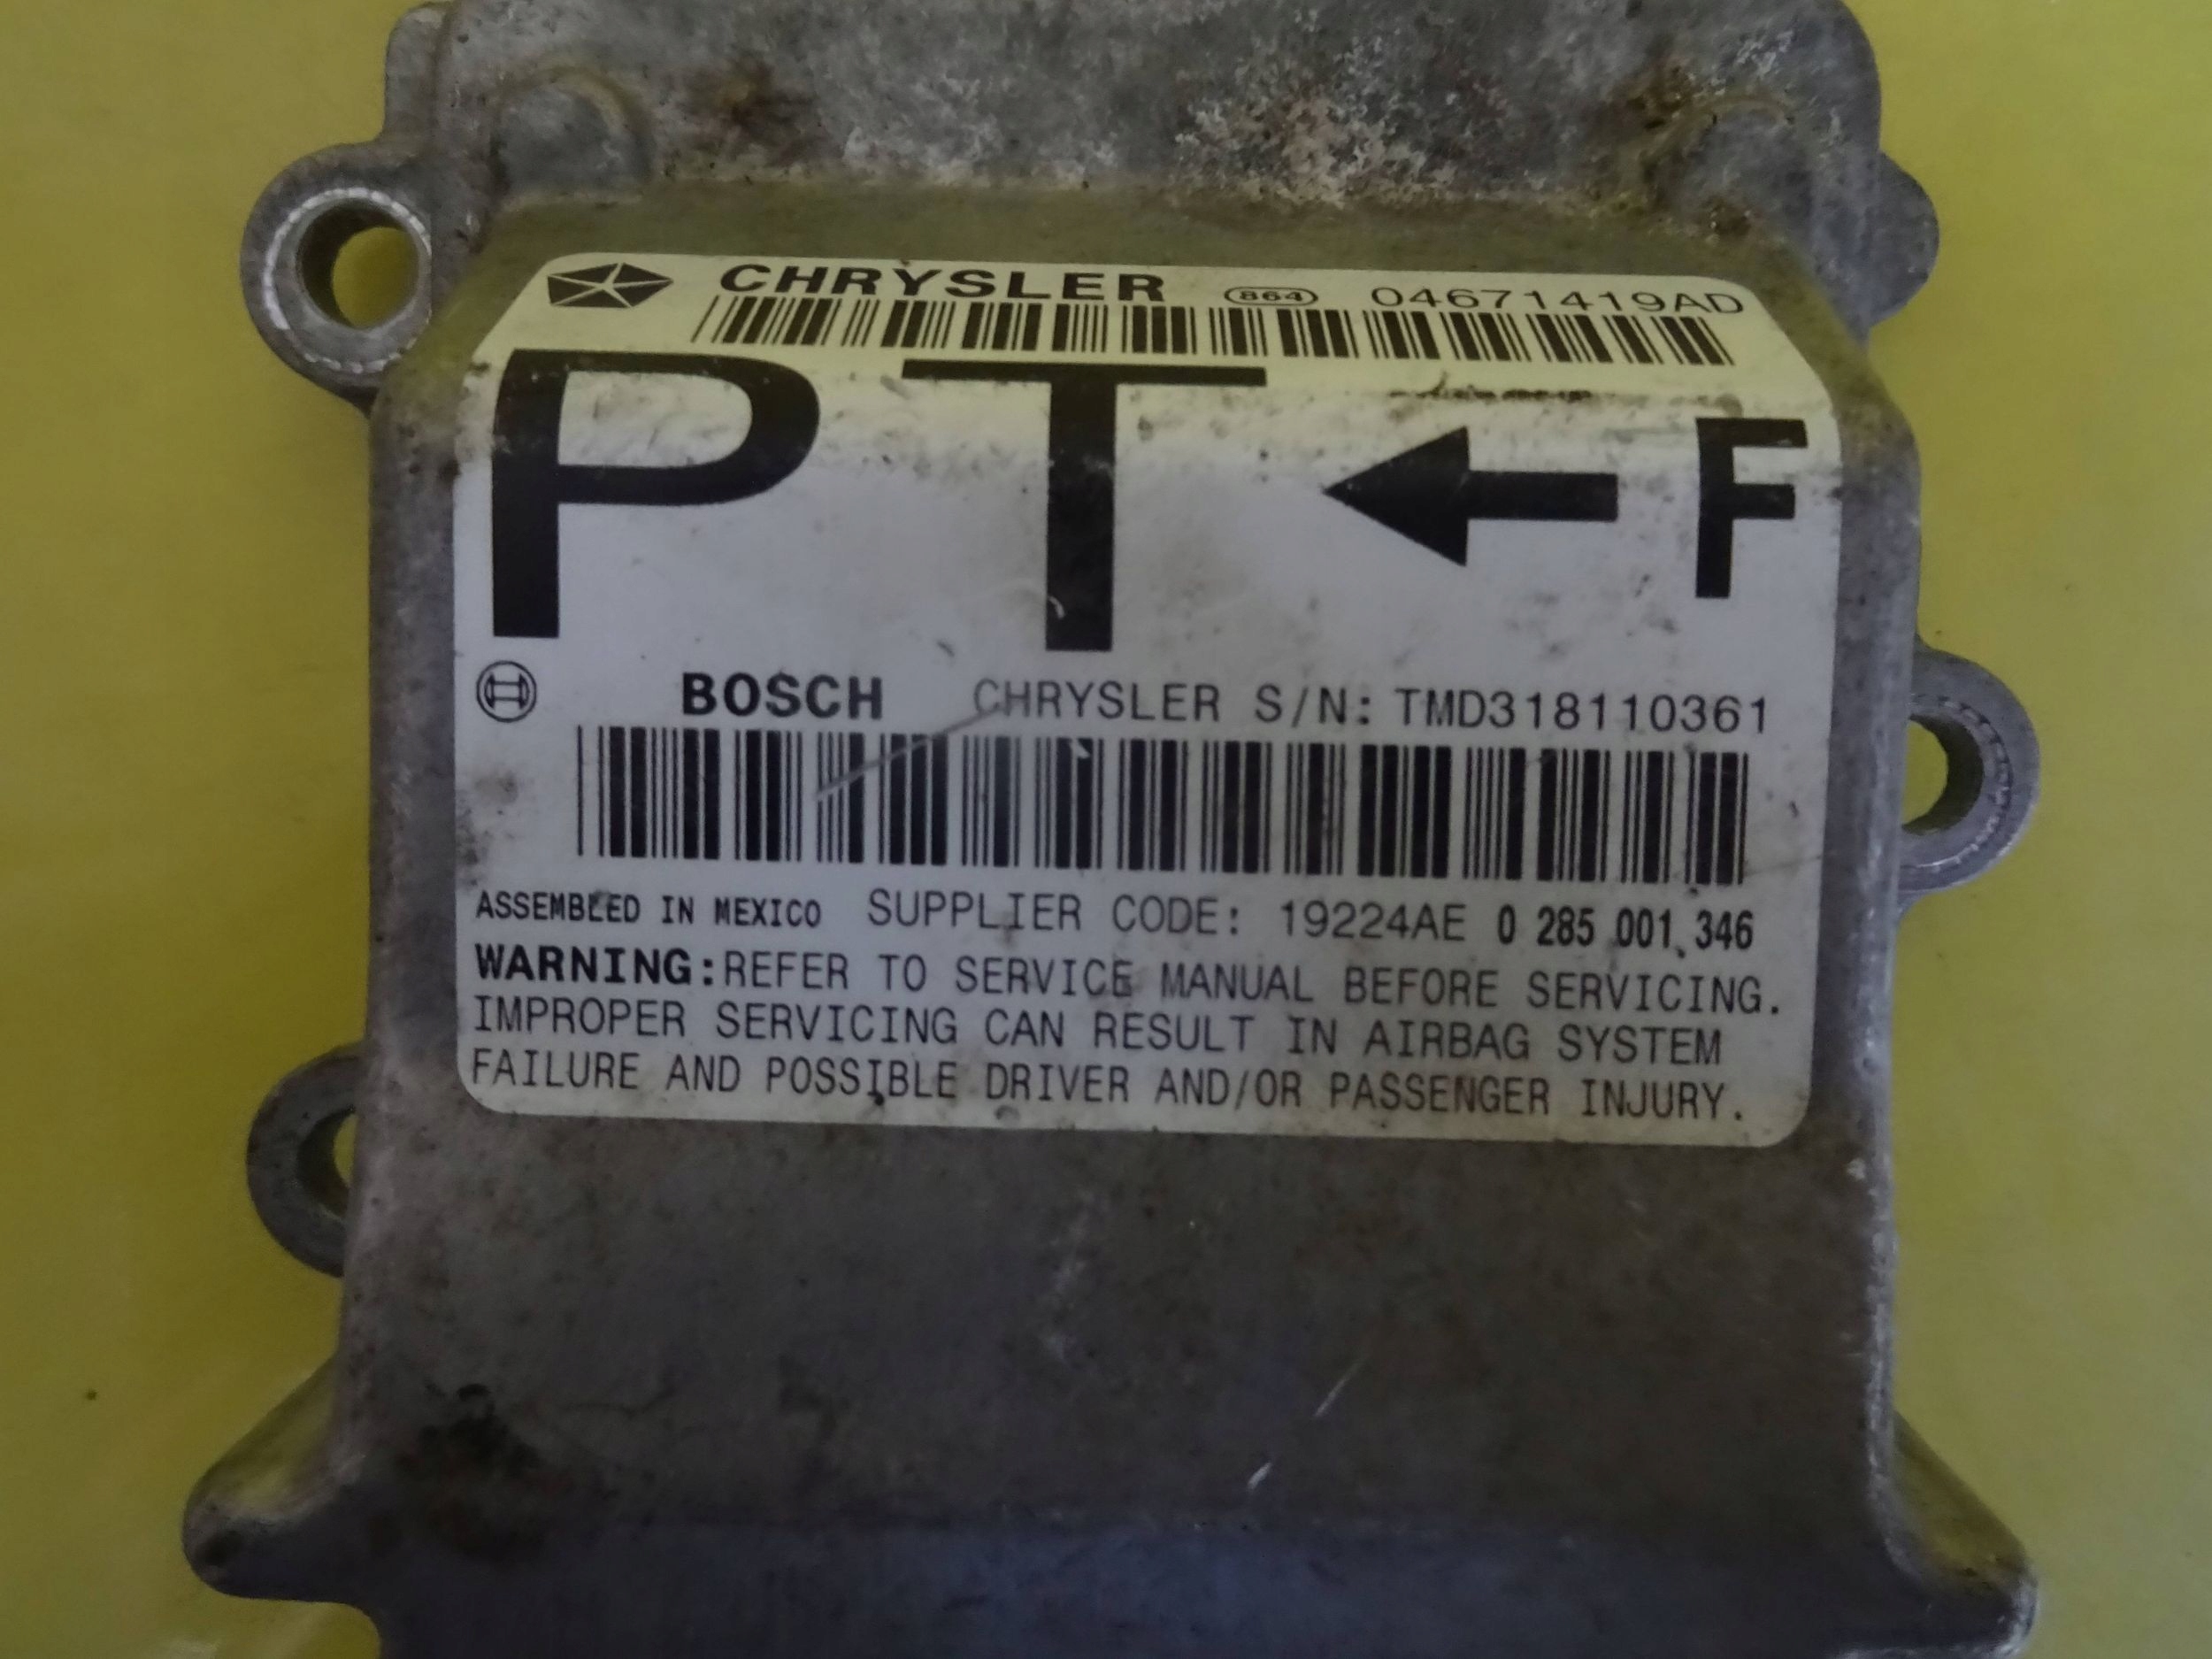 CHRYSLER 864 04671419AD
PT F
BOSCH CHRYSLER S/N: TMD318110361
ASSEMBLED IN MEXICO SUPPLIER CODE: 19224AE 0 285 001 346
WARNING:REFER TO SERVICE MANUAL BEFORE SERVICING.
IMPROPER SERVICING CAN RESULT IN AIRBAG SYSTEM
FAILURE AND POSSIBLE DRIVER AND/OR PASSENGER INJURY.